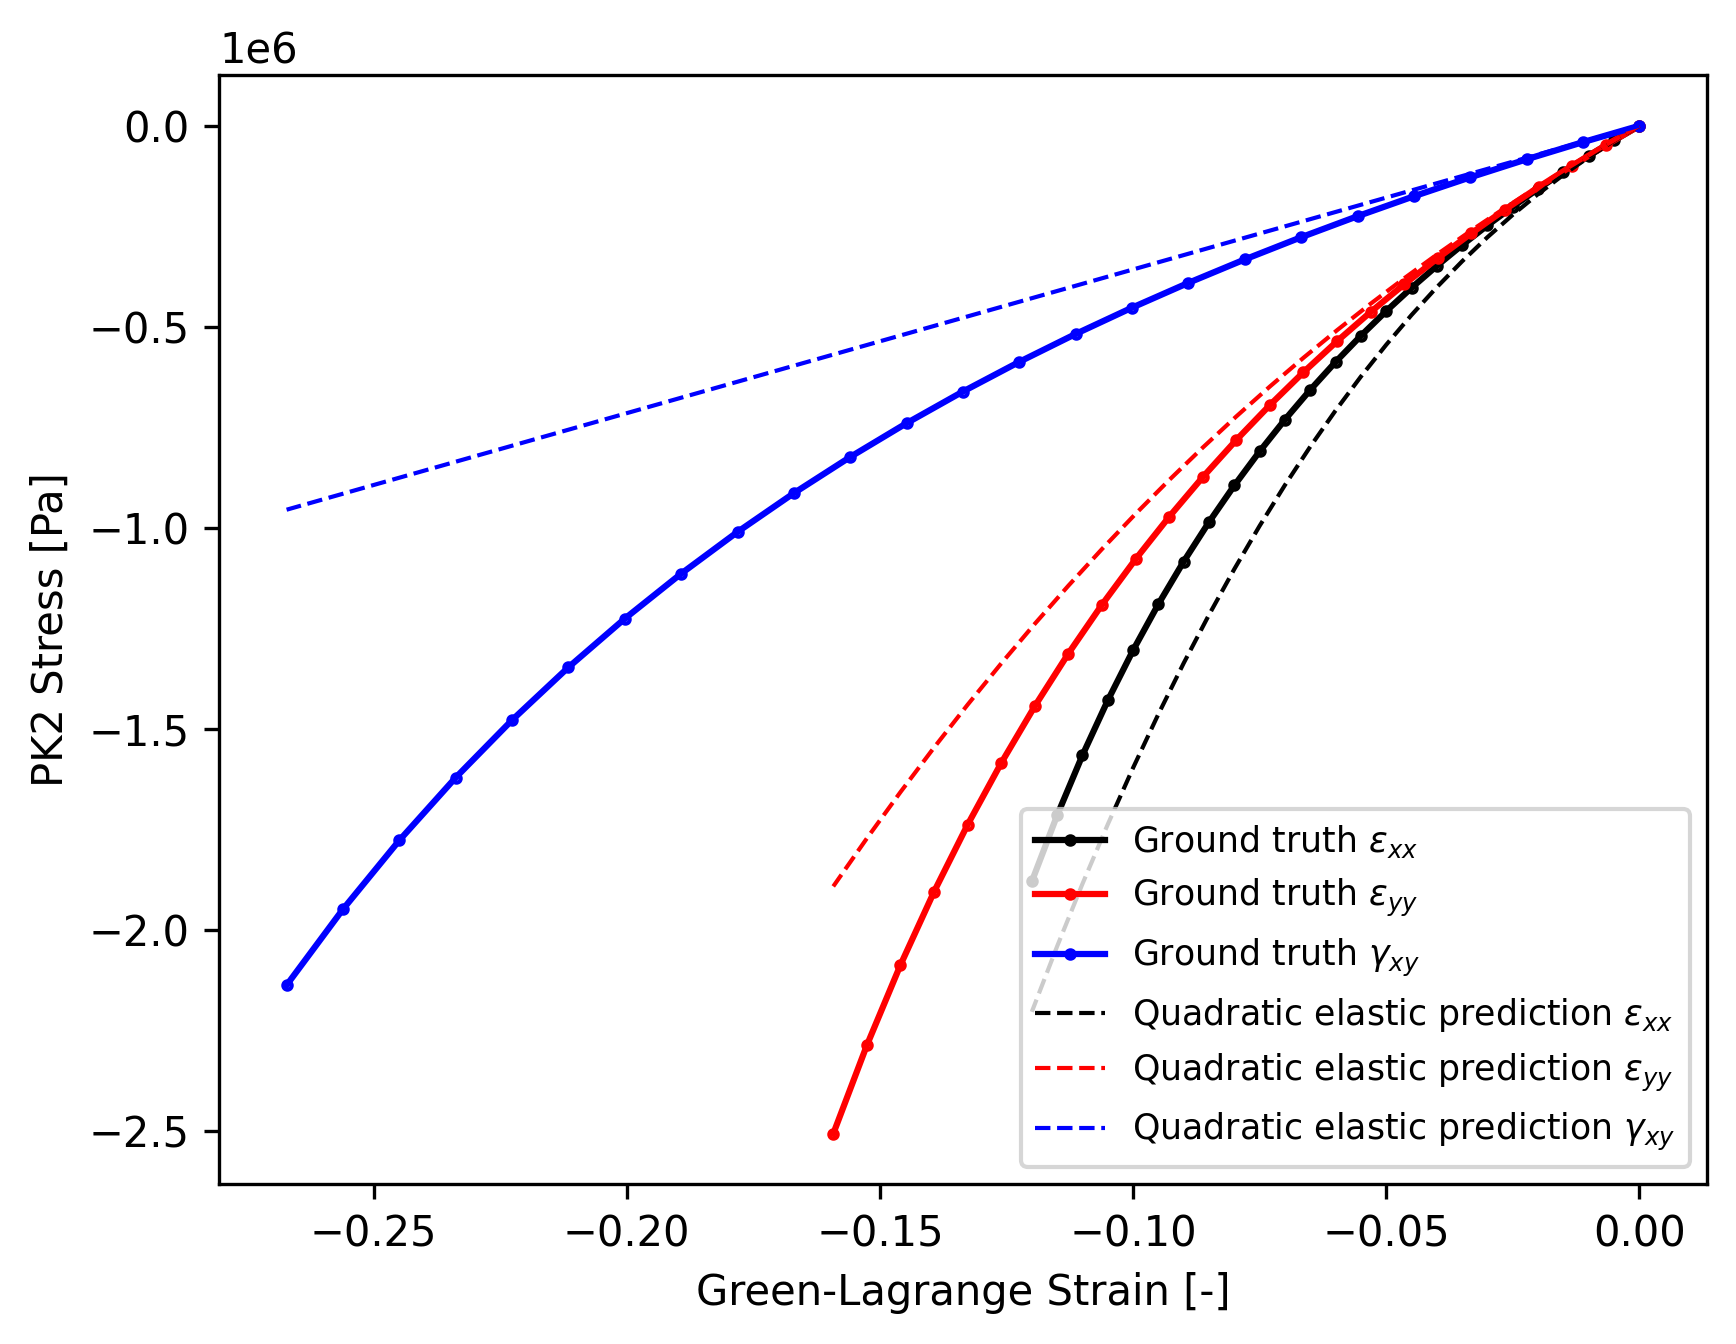 1e6
0.0
−0.5
−1.0
−1.5
−2.0
−2.5
PK2 Stress [Pa]
Ground truth εxx
Ground truth εyy
Ground truth γxy
Quadratic elastic prediction εxx
Quadratic elastic prediction εyy
Quadratic elastic prediction γxy
−0.25 −0.20 −0.15 −0.10 −0.05 0.00
Green-Lagrange Strain [-]